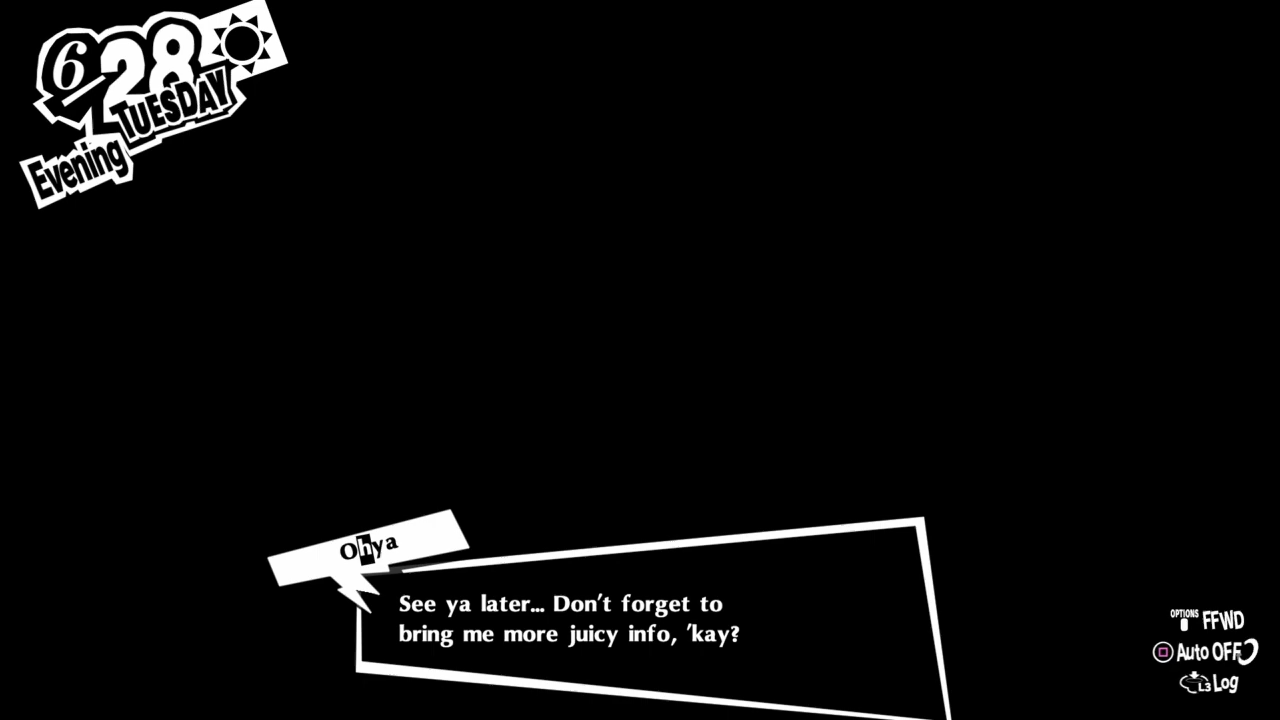 6/28
TUESDAY
Evening
Ohya
See ya later... Don't forget to
bring me more juicy info, 'kay?
OPTIONS FFWD
Auto OFF
L3 Log